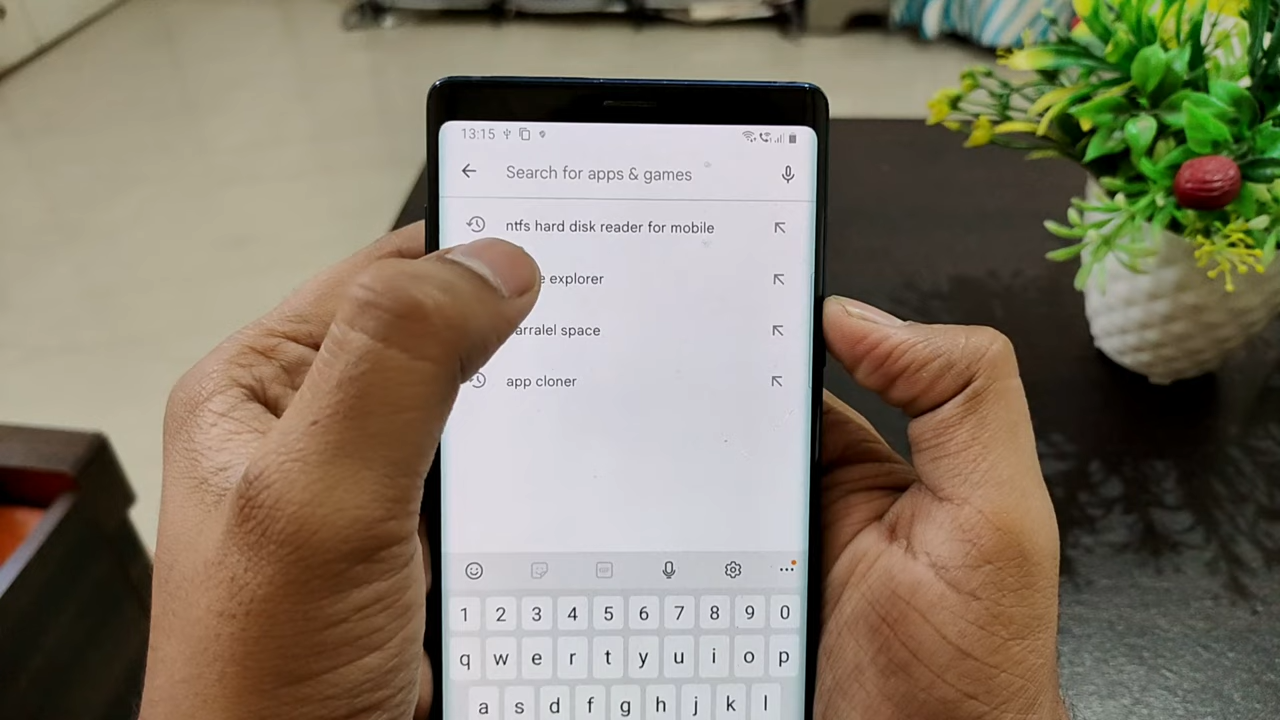 13:15
Search for apps & games
ntfs hard disk reader for mobile
explorer
arralel space
app cloner
GIF
1 2 3 4 5 6 7 8 9 0
q w e r t y u i o p
a s d f g h j k l